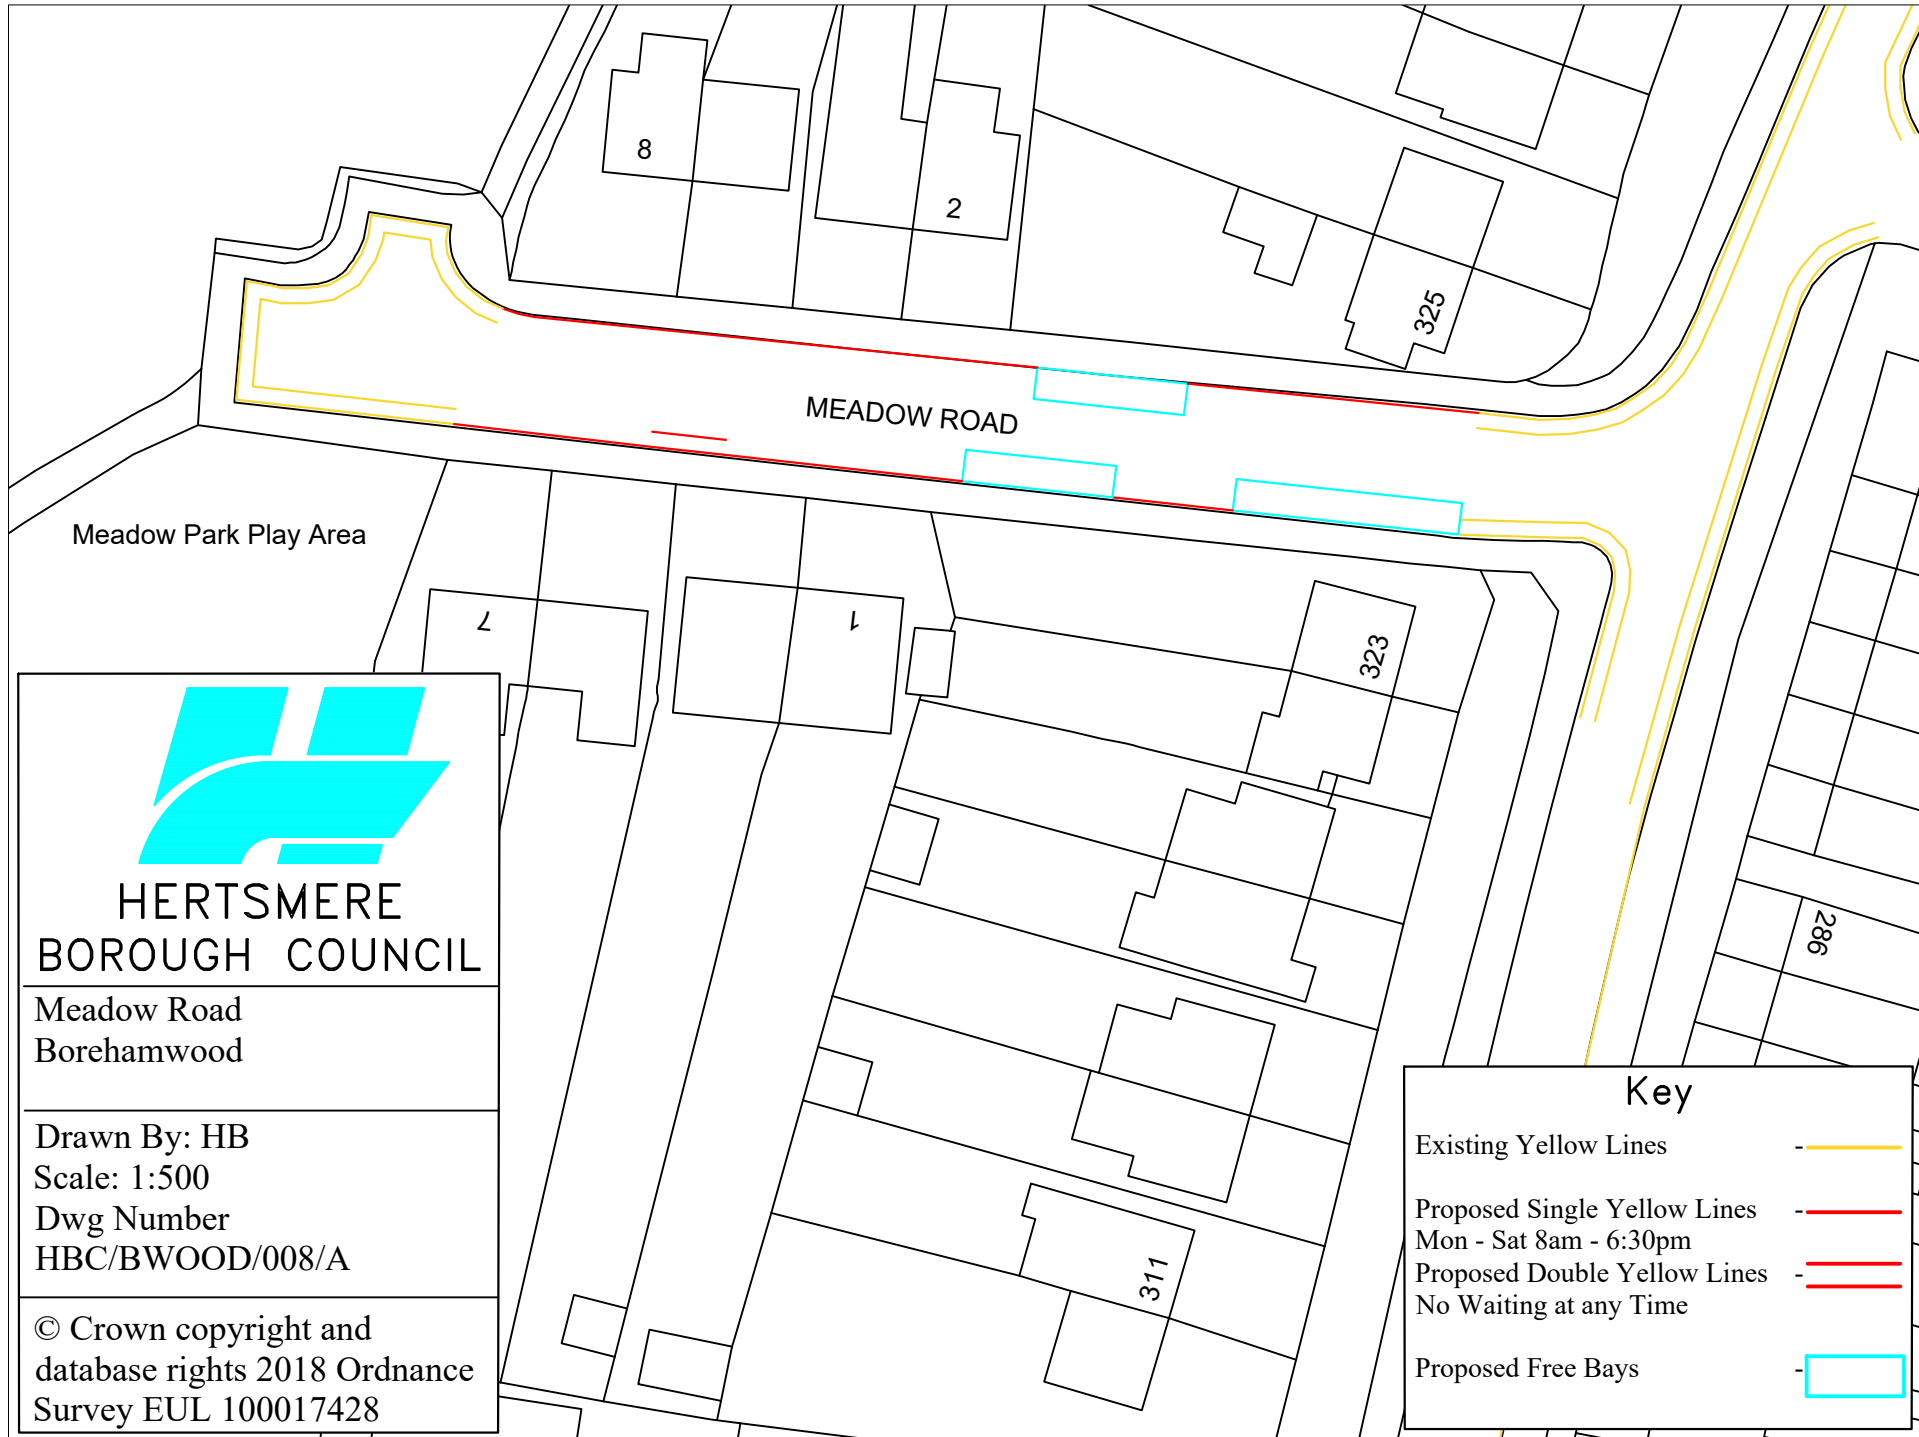 8
2
325
MEADOW ROAD
Meadow Park Play Area
7
1
323
286
311
HERTSMERE
BOROUGH COUNCIL
Meadow Road
Borehamwood
Drawn By: HB
Scale: 1:500
Dwg Number
HBC/BWOOD/008/A
© Crown copyright and
database rights 2018 Ordnance
Survey EUL 100017428
Key
Existing Yellow Lines -
Proposed Single Yellow Lines -
Mon - Sat 8am - 6:30pm
Proposed Double Yellow Lines -
No Waiting at any Time
Proposed Free Bays -